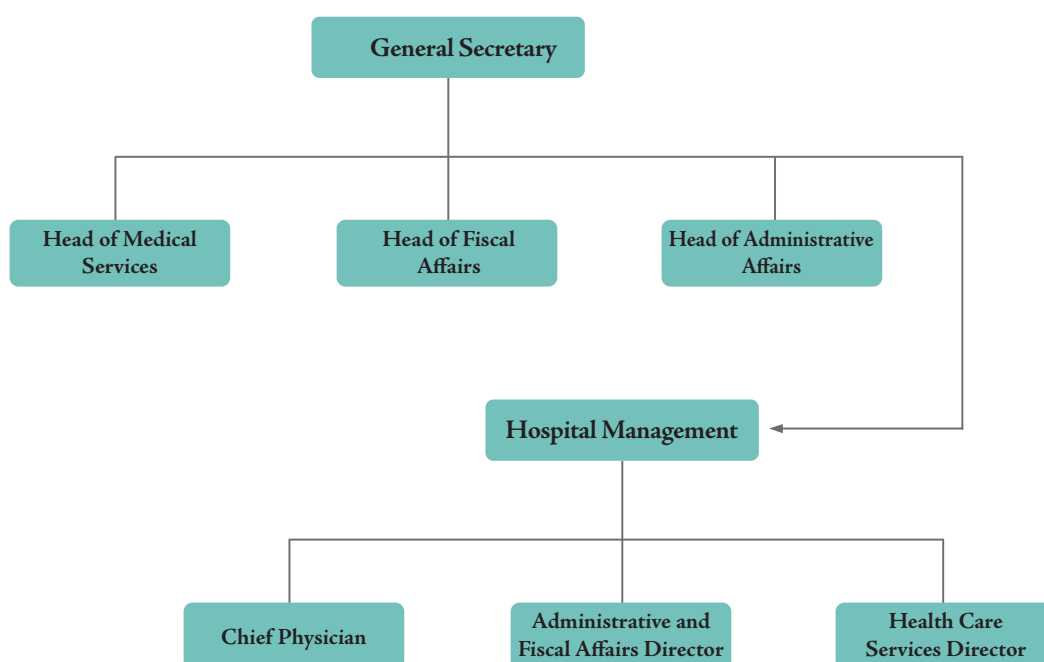 General Secretary
Head of Medical
Services
Head of Fiscal
Affairs
Head of Administrative
Affairs
Hospital Management
Chief Physician
Administrative and
Fiscal Affairs Director
Health Care
Services Director